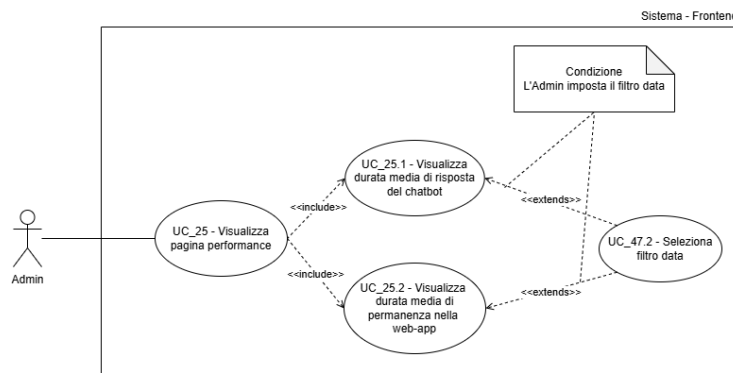 Sistema - Frontend
Condizione
L'Admin imposta il filtro data
UC_25.1 - Visualizza
durata media di risposta
del chatbot
<<include>>
<<extends>>
UC_25 - Visualizza
pagina performance
UC_47.2 - Seleziona
filtro data
Admin
<<include>>
UC_25.2 - Visualizza
durata media di
permanenza nella
web-app
<<extends>>